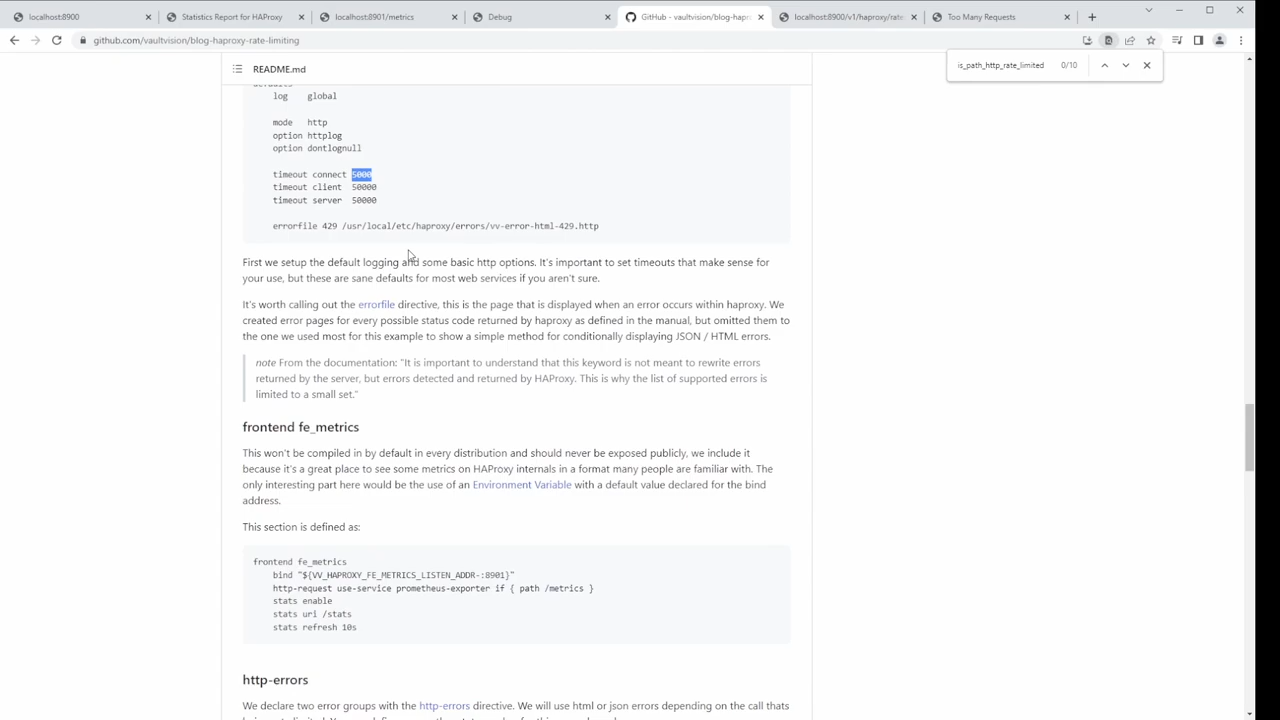 localhost:8900
Statistics Report for HAProxy
localhost:8901/metrics
Debug
GitHub - vaultvision/blog-hapr
localhost:8900/v1/haproxy/rate
Too Many Requests
github.com/vaultvision/blog-haproxy-rate-limiting
is_path_http_rate_limited 0/10
README.md
log global
mode http
option httplog
option dontlognull
timeout connect 5000
timeout client 50000
timeout server 50000
errorfile 429 /usr/local/etc/haproxy/errors/vv-error-html-429.http
First we setup the default logging and some basic http options. It's important to set timeouts that make sense for
your use, but these are sane defaults for most web services if you aren't sure.
It's worth calling out the errorfile directive, this is the page that is displayed when an error occurs within haproxy. We
created error pages for every possible status code returned by haproxy as defined in the manual, but omitted them to
the one we used most for this example to show a simple method for conditionally displaying JSON / HTML errors.
note From the documentation: "It is important to understand that this keyword is not meant to rewrite errors
returned by the server, but errors detected and returned by HAProxy. This is why the list of supported errors is
limited to a small set."
frontend fe_metrics
This won't be compiled in by default in every distribution and should never be exposed publicly, we include it
because it's a great place to see some metrics on HAProxy internals in a format many people are familiar with. The
only interesting part here would be the use of an Environment Variable with a default value declared for the bind
address.
This section is defined as:
frontend fe_metrics
bind "${VV_HAPROXY_FE_METRICS_LISTEN_ADDR-:8901}"
http-request use-service prometheus-exporter if { path /metrics }
stats enable
stats uri /stats
stats refresh 10s
http-errors
We declare two error groups with the http-errors directive. We will use html or json errors depending on the call thats